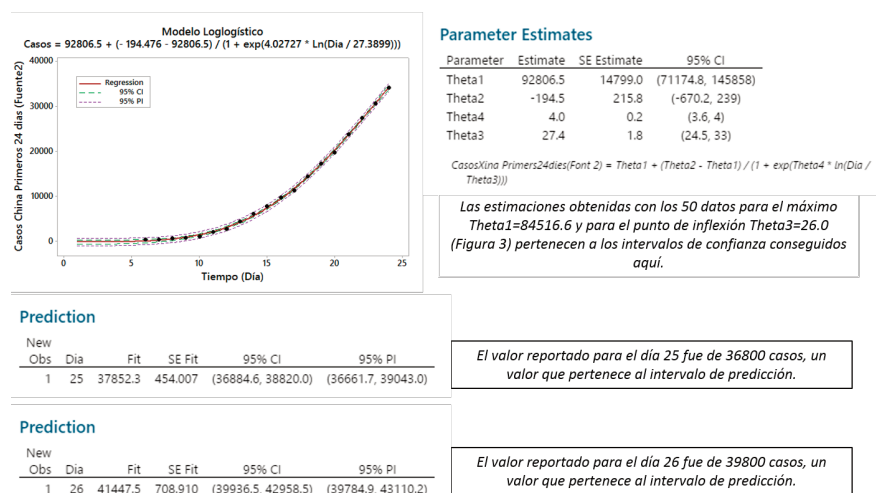 Modelo Loglogístico
Casos = 92806.5 + (- 194.476 - 92806.5) / (1 + exp(4.02727 * Ln(Dia / 27.3899)))
Casos China Primeros 24 dias (Fuente2)
40000
30000
20000
10000
0
Regression
95% CI
95% PI
0 5 10 15 20 25
Tiempo (Día)
Parameter Estimates
Parameter Estimate SE Estimate 95% CI
Theta1 92806.5 14799.0 (71174.8, 145858)
Theta2 -194.5 215.8 (-670.2, 239)
Theta4 4.0 0.2 (3.6, 4)
Theta3 27.4 1.8 (24.5, 33)
CasosXina Primers24dies(Font 2) = Theta1 + (Theta2 - Theta1) / (1 + exp(Theta4 * ln(Dia /
Theta3)))
Las estimaciones obtenidas con los 50 datos para el máximo
Theta1=84516.6 y para el punto de inflexión Theta3=26.0
(Figura 3) pertenecen a los intervalos de confianza conseguidos
aquí.
Prediction
New
Obs Dia Fit SE Fit 95% CI 95% PI
1 25 37852.3 454.007 (36884.6, 38820.0) (36661.7, 39043.0)
El valor reportado para el día 25 fue de 36800 casos, un
valor que pertenece al intervalo de predicción.
Prediction
New
Obs Dia Fit SE Fit 95% CI 95% PI
1 26 41447.5 708.910 (39936.5, 42958.5) (39784.9, 43110.2)
El valor reportado para el día 26 fue de 39800 casos, un
valor que pertenece al intervalo de predicción.